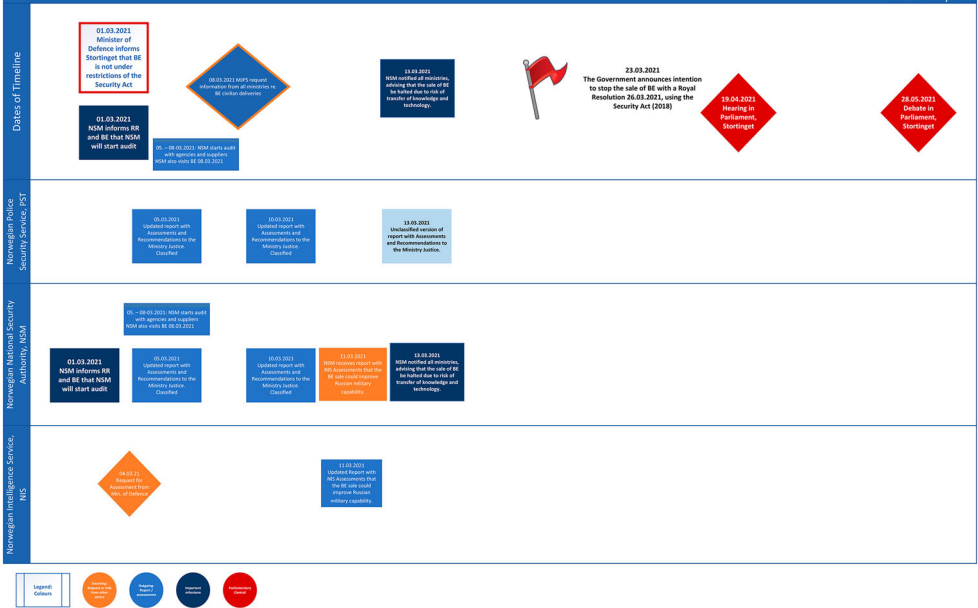 Dates of Timeline
01.03.2021
Minister of
Defence informs
Stortinget that BE
is not under
restrictions of the
Security Act
01.03.2021
NSM informs RR
and BE that NSM
will start audit
08.03.2021 MJPS request
information from all ministries re.
BE civilian deliveries
05. – 08-03.2021: NSM starts audit
with agencies and suppliers
NSM also visits BE 08.03.2021
13.03.2021
NSM notified all ministries,
advising that the sale of BE
be halted due to risk of
transfer of knowledge and
technology.
23.03.2021
The Government announces intention
to stop the sale of BE with a Royal
Resolution 26.03.2021, using the
Security Act (2018)
19.04.2021
Hearing in
Parliament,
Stortinget
28.05.2021
Debate in
Parliament,
Stortinget
Norwegian Police
Security Service, PST
05.03.2021
Updated report with
Assessments and
Recommendations to the
Ministry Justice.
Classified
10.03.2021
Updated report with
Assessments and
Recommendations to the
Ministry Justice.
Classified
13.03.2021
Unclassified version of
report with Assessments
and Recommendations to
the Ministry Justice.
Norwegian National Security
Authority, NSM
05. – 08-03.2021: NSM starts audit
with agencies and suppliers
NSM also visits BE 08.03.2021
01.03.2021
NSM informs RR
and BE that NSM
will start audit
05.03.2021
Updated report with
Assessments and
Recommendations to the
Ministry Justice.
Classified
10.03.2021
Updated report with
Assessments and
Recommendations to the
Ministry Justice.
Classified
11.03.2021
NSM receives report with
NIS Assessments that the
BE sale could improve
Russian military
capability.
13.03.2021
NSM notified all ministries,
advising that the sale of BE
be halted due to risk of
transfer of knowledge and
technology.
Norwegian Intelligence Service,
NIS
04.03.21
Request for
Assessment from
Min. of Defence
11.03.2021
Updated Report with
NIS Assessments that
the BE sale could
improve Russian
military capability.
Legend:
Colours
Receiving
Request or info
from other
Outgoing
Report /
assessments
Important
milestone
Parliamentary
Control